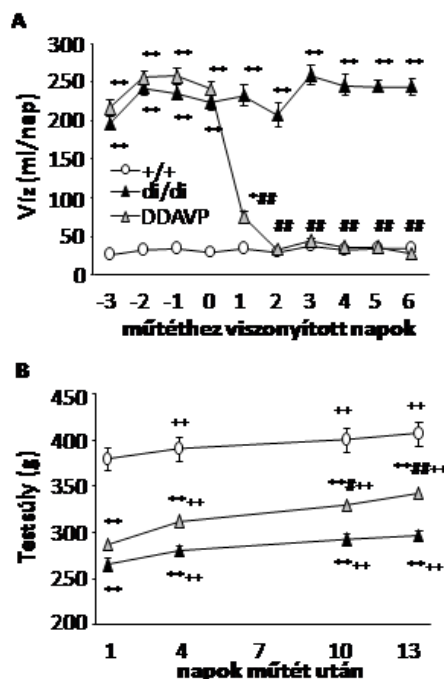 A
300
250
200
150
100
50
0
Víz (ml/nap)
+/+
di/di
DDAVP
** ** ** ** ** ** ** ** **
** ** ** **
*##
## ## ## ## ##
-3 -2 -1 0 1 2 3 4 5 6
műtéthez viszonyított napok
B
450
400
350
300
250
200
Testsúly (g)
++ ++ ++
** **++ **#++ **##++
** **++ **++ **++
1 4 7 10 13
napok műtét után